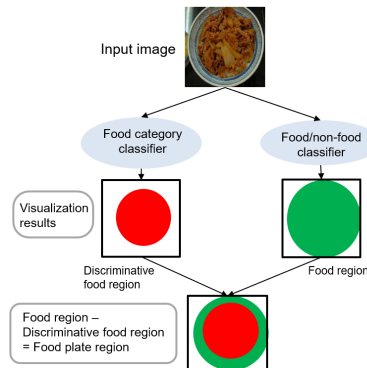 Input image
Food category
classifier
Food/non-food
classifier
Visualization
results
Discriminative
food region
Food region
Food region –
Discriminative food region
= Food plate region